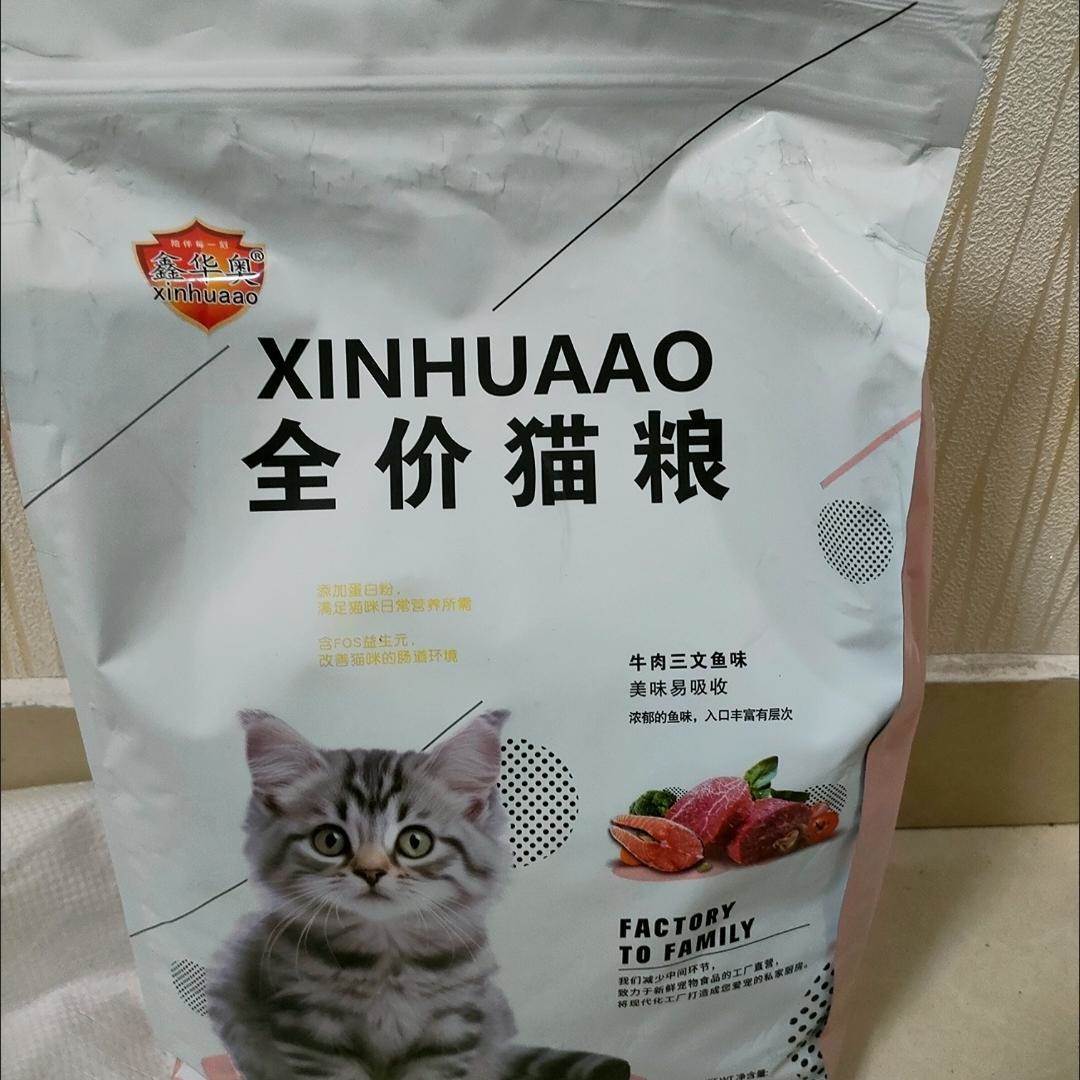 陪伴每一刻
鑫华奥®
xinhuaao
XINHUAAO
全价猫粮
添加蛋白粉，
满足猫咪日常营养所需
含FOS益生元，
改善猫咪的肠道环境
牛肉三文鱼味
美味易吸收
浓郁的鱼味，入口丰富有层次
FACTORY
TO FAMILY
我们减少中间环节，
致力于新鲜宠物食品的工厂直营，
将现代化工厂打造成您爱宠的私家厨房。
净含量: